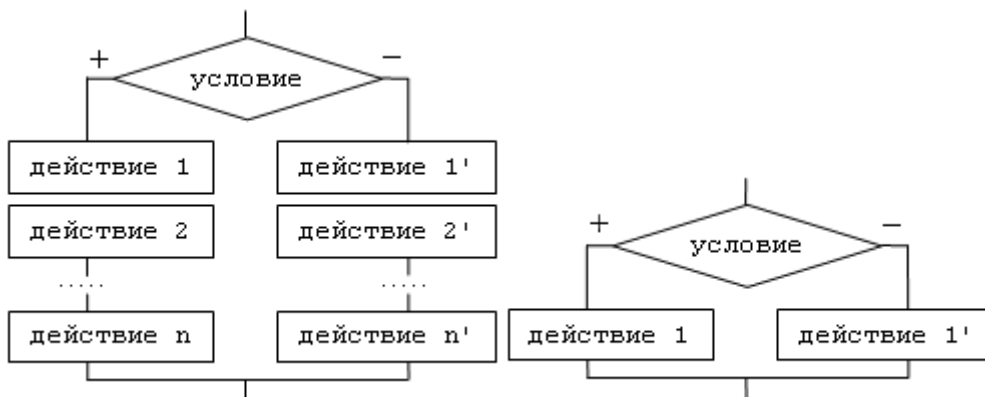 + −
условие
действие 1 действие 1'
действие 2 действие 2'
..... .....
действие n действие n'
+ −
условие
действие 1 действие 1'